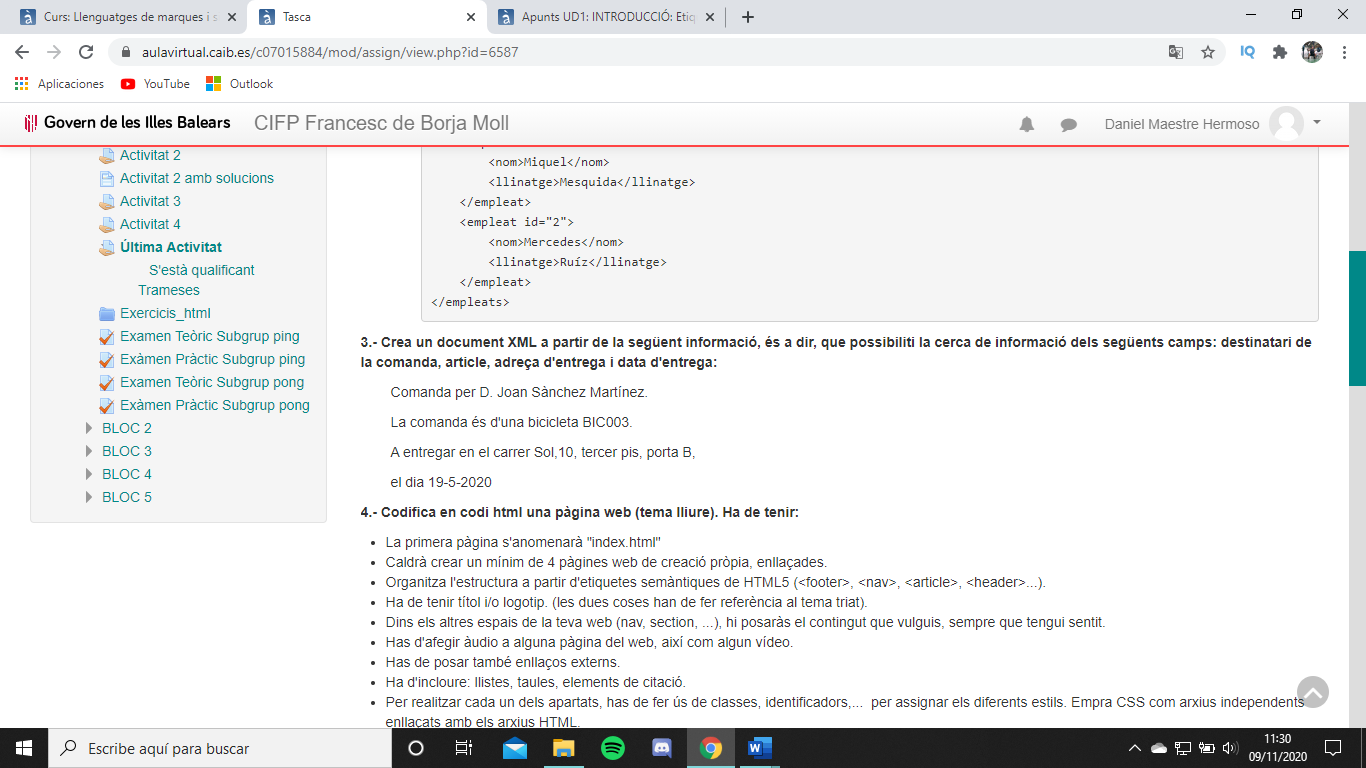 Curs: Llenguatges de marques i s
Tasca
Apunts UD1: INTRODUCCIÓ: Etiq
aulavirtual.caib.es/c07015884/mod/assign/view.php?id=6587
Aplicaciones
YouTube
Outlook
Govern de les Illes Balears
CIFP Francesc de Borja Moll
Daniel Maestre Hermoso
Activitat 2
Activitat 2 amb solucions
Activitat 3
Activitat 4
Última Activitat
S'està qualificant
Trameses
Exercicis_html
Examen Teòric Subgrup ping
Exàmen Pràctic Subgrup ping
Examen Teòric Subgrup pong
Exàmen Pràctic Subgrup pong
BLOC 2
BLOC 3
BLOC 4
BLOC 5
<nom>Miquel</nom>
<llinatge>Mesquida</llinatge>
</empleat>
<empleat id="2">
<nom>Mercedes</nom>
<llinatge>Ruíz</llinatge>
</empleat>
</empleats>
3.- Crea un document XML a partir de la següent informació, és a dir, que possibiliti la cerca de informació dels següents camps: destinatari de
la comanda, article, adreça d'entrega i data d'entrega:
Comanda per D. Joan Sànchez Martínez.
La comanda és d'una bicicleta BIC003.
A entregar en el carrer Sol,10, tercer pis, porta B,
el dia 19-5-2020
4.- Codifica en codi html una pàgina web (tema lliure). Ha de tenir:
• La primera pàgina s'anomenarà "index.html"
• Caldrà crear un mínim de 4 pàgines web de creació pròpia, enllaçades.
• Organitza l'estructura a partir d'etiquetes semàntiques de HTML5 (<footer>, <nav>, <article>, <header>...).
• Ha de tenir títol i/o logotip. (les dues coses han de fer referència al tema triat).
• Dins els altres espais de la teva web (nav, section, ...), hi posaràs el contingut que vulguis, sempre que tengui sentit.
• Has d'afegir àudio a alguna pàgina del web, així com algun vídeo.
• Has de posar també enllaços externs.
• Ha d'incloure: llistes, taules, elements de citació.
• Per realitzar cada un dels apartats, has de fer ús de classes, identificadors,... per assignar els diferents estils. Empra CSS com arxius independents
enllaçats amb els arxius HTML.
Escribe aquí para buscar
11:30
09/11/2020